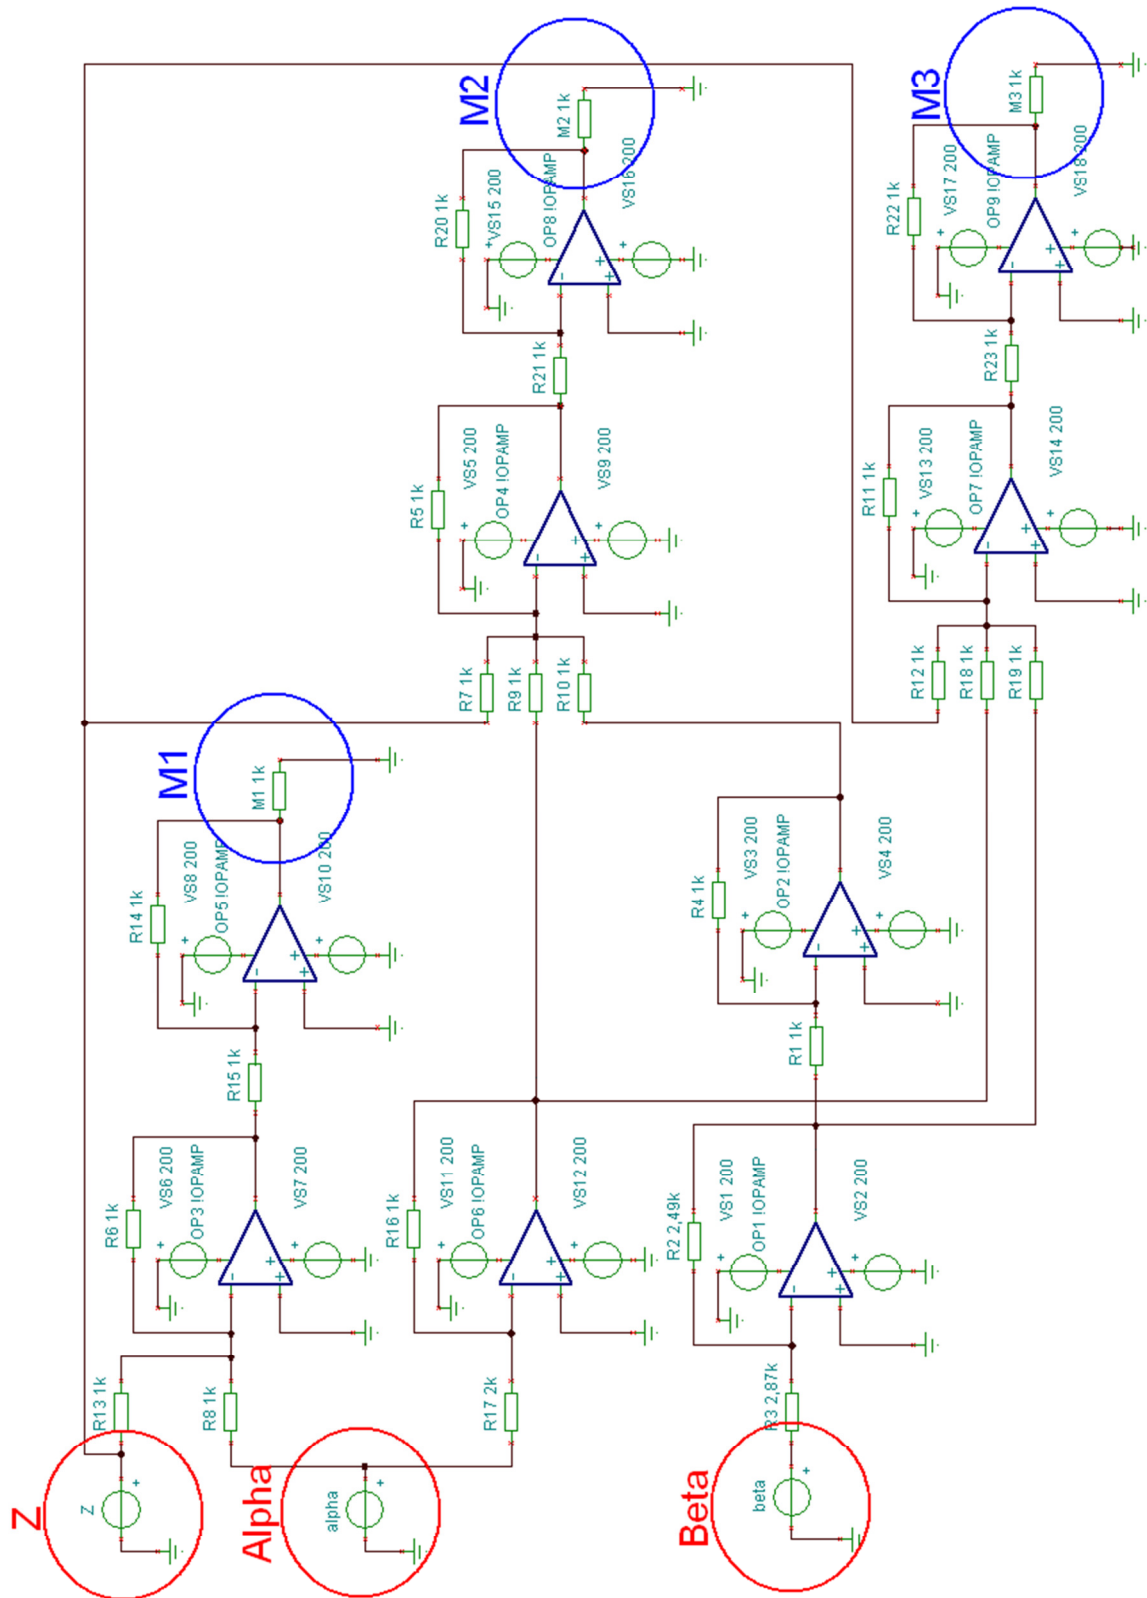 M2
M3
M2 1k
M3 1k
R20 1k
VS15 200
OP8 !OPAMP
VS16 200
R22 1k
VS17 200
OP9 !OPAMP
VS18 200
R21 1k
R23 1k
R5 1k
VS5 200
OP4 !OPAMP
VS9 200
R11 1k
VS13 200
OP7 !OPAMP
VS14 200
R7 1k
R9 1k
R10 1k
R12 1k
R18 1k
R19 1k
M1
M1 1k
R14 1k
VS8 200
OP5 !OPAMP
VS10 200
R4 1k
VS3 200
OP2 !OPAMP
VS4 200
R15 1k
R1 1k
R6 1k
VS6 200
OP3 !OPAMP
VS7 200
R16 1k
VS11 200
OP6 !OPAMP
VS12 200
R2 2,49k
VS1 200
OP1 !OPAMP
VS2 200
R13 1k
R8 1k
R17 2k
R3 2,87k
Z
Z
Alpha
alpha
Beta
beta